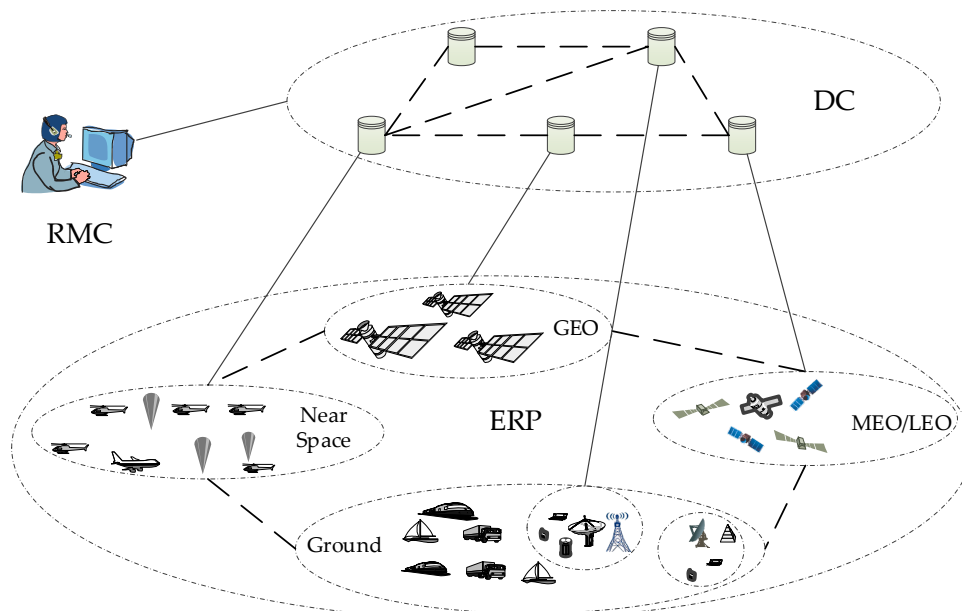 DC
RMC
GEO
Near
Space
ERP
MEO/LEO
Ground